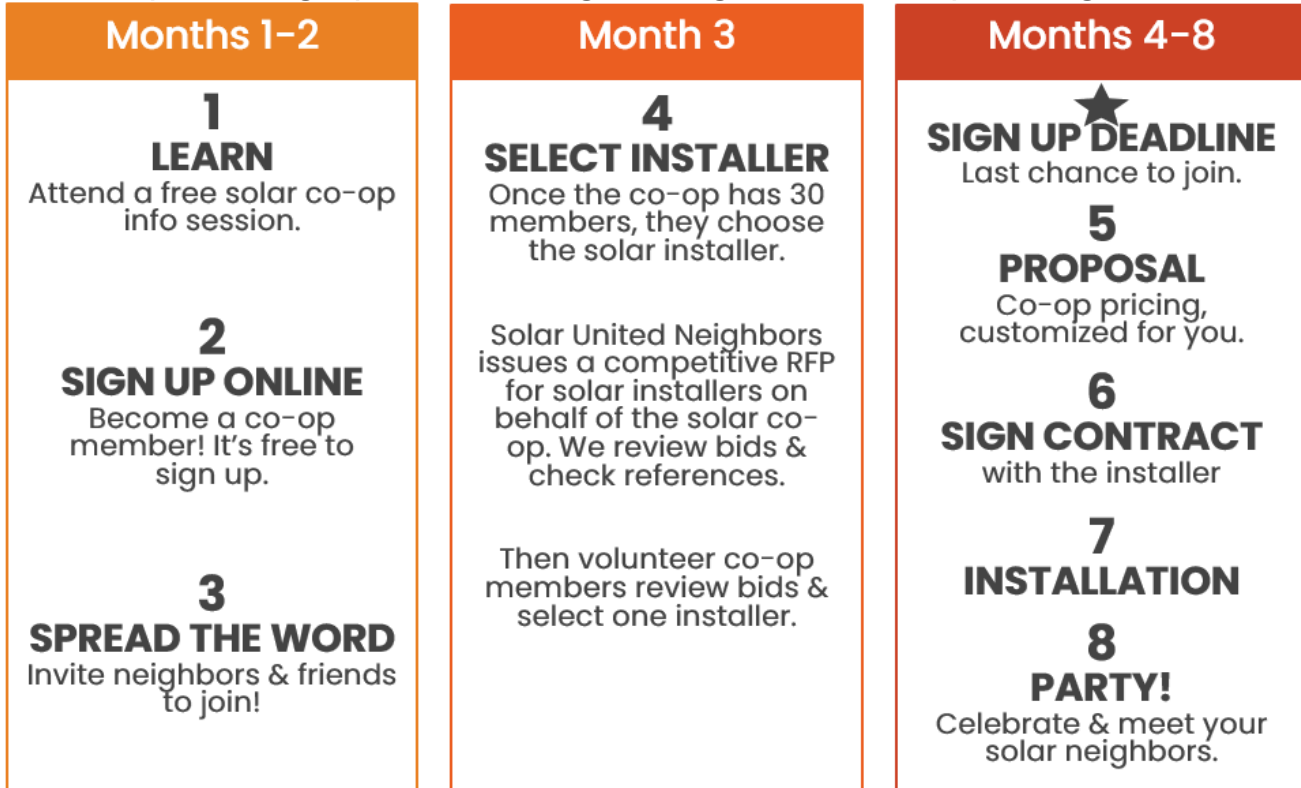 Months 1-2
1
LEARN
Attend a free solar co-op
info session.
2
SIGN UP ONLINE
Become a co-op
member! It's free to
sign up.
3
SPREAD THE WORD
Invite neighbors & friends
to join!
Month 3
4
SELECT INSTALLER
Once the co-op has 30
members, they choose
the solar installer.
Solar United Neighbors
issues a competitive RFP
for solar installers on
behalf of the solar co-
op. We review bids &
check references.
Then volunteer co-op
members review bids &
select one installer.
Months 4-8
SIGN UP DEADLINE
Last chance to join.
5
PROPOSAL
Co-op pricing,
customized for you.
6
SIGN CONTRACT
with the installer
7
INSTALLATION
8
PARTY!
Celebrate & meet your
solar neighbors.